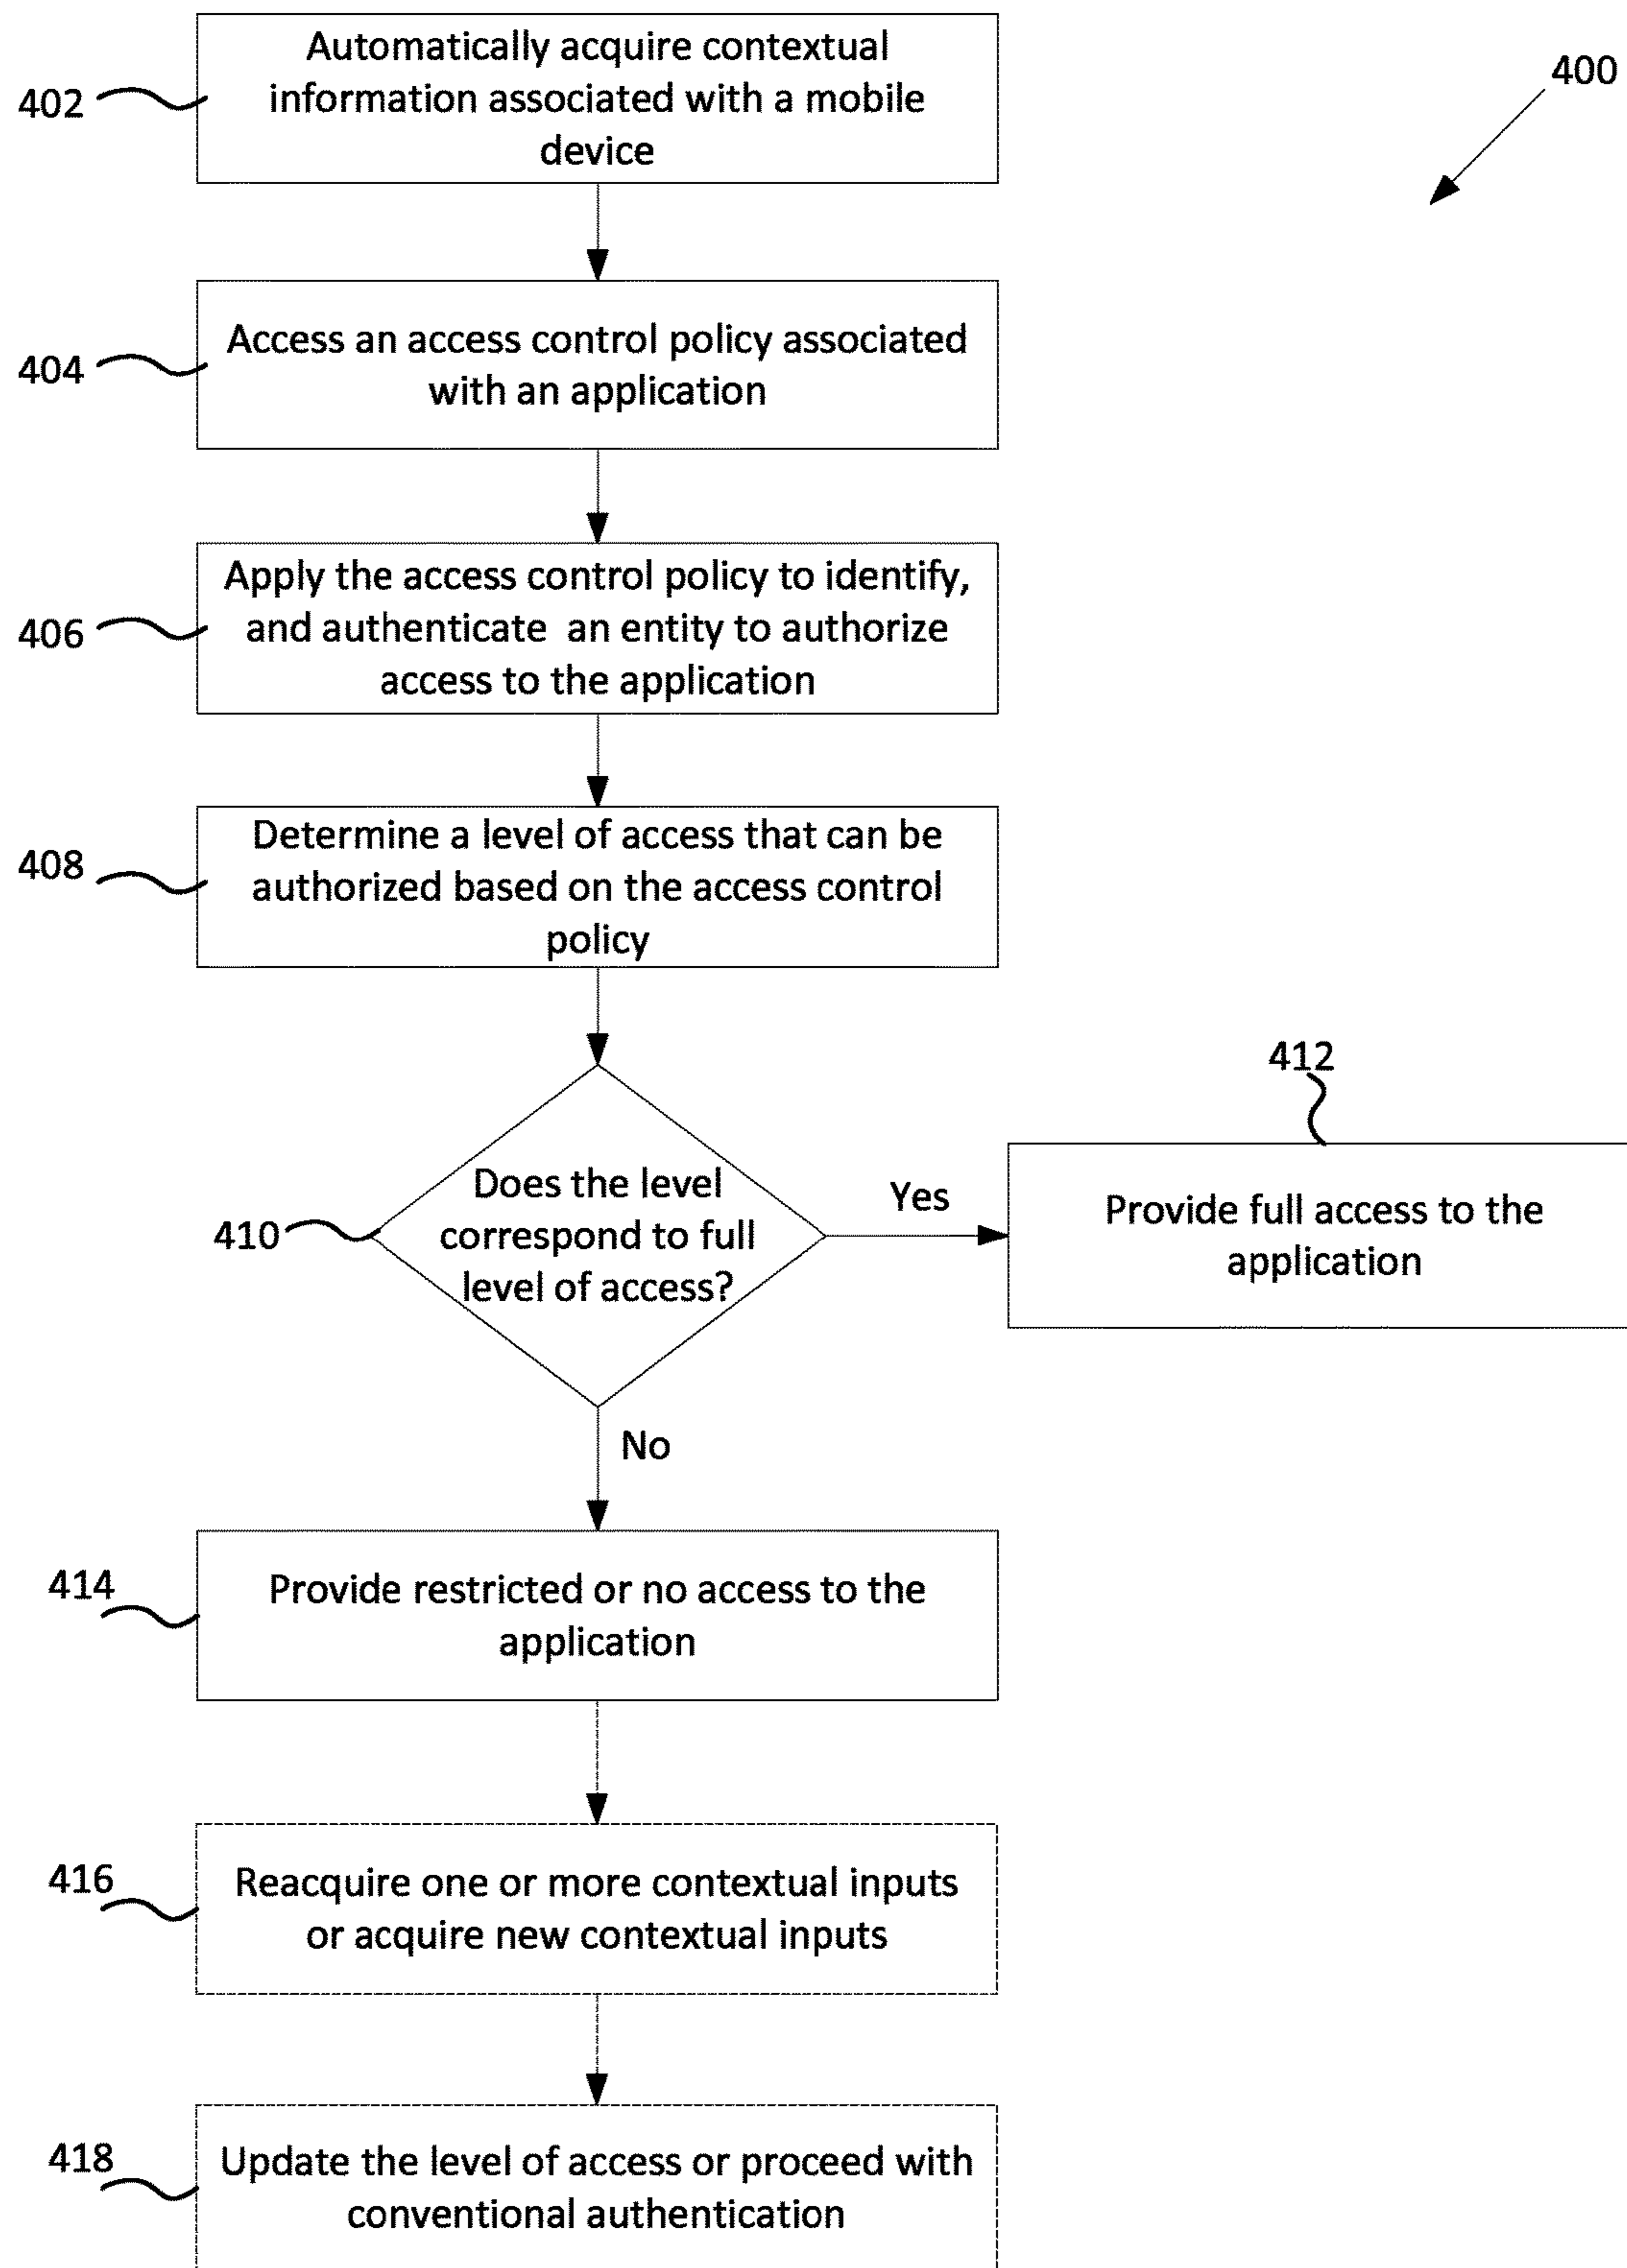 400
402
Automatically acquire contextual
information associated with a mobile
device
404
Access an access control policy associated
with an application
406
Apply the access control policy to identify,
and authenticate an entity to authorize
access to the application
408
Determine a level of access that can be
authorized based on the access control
policy
410
Does the level
correspond to full
level of access?
Yes
412
Provide full access to the
application
No
414
Provide restricted or no access to the
application
416
Reacquire one or more contextual inputs
or acquire new contextual inputs
418
Update the level of access or proceed with
conventional authentication